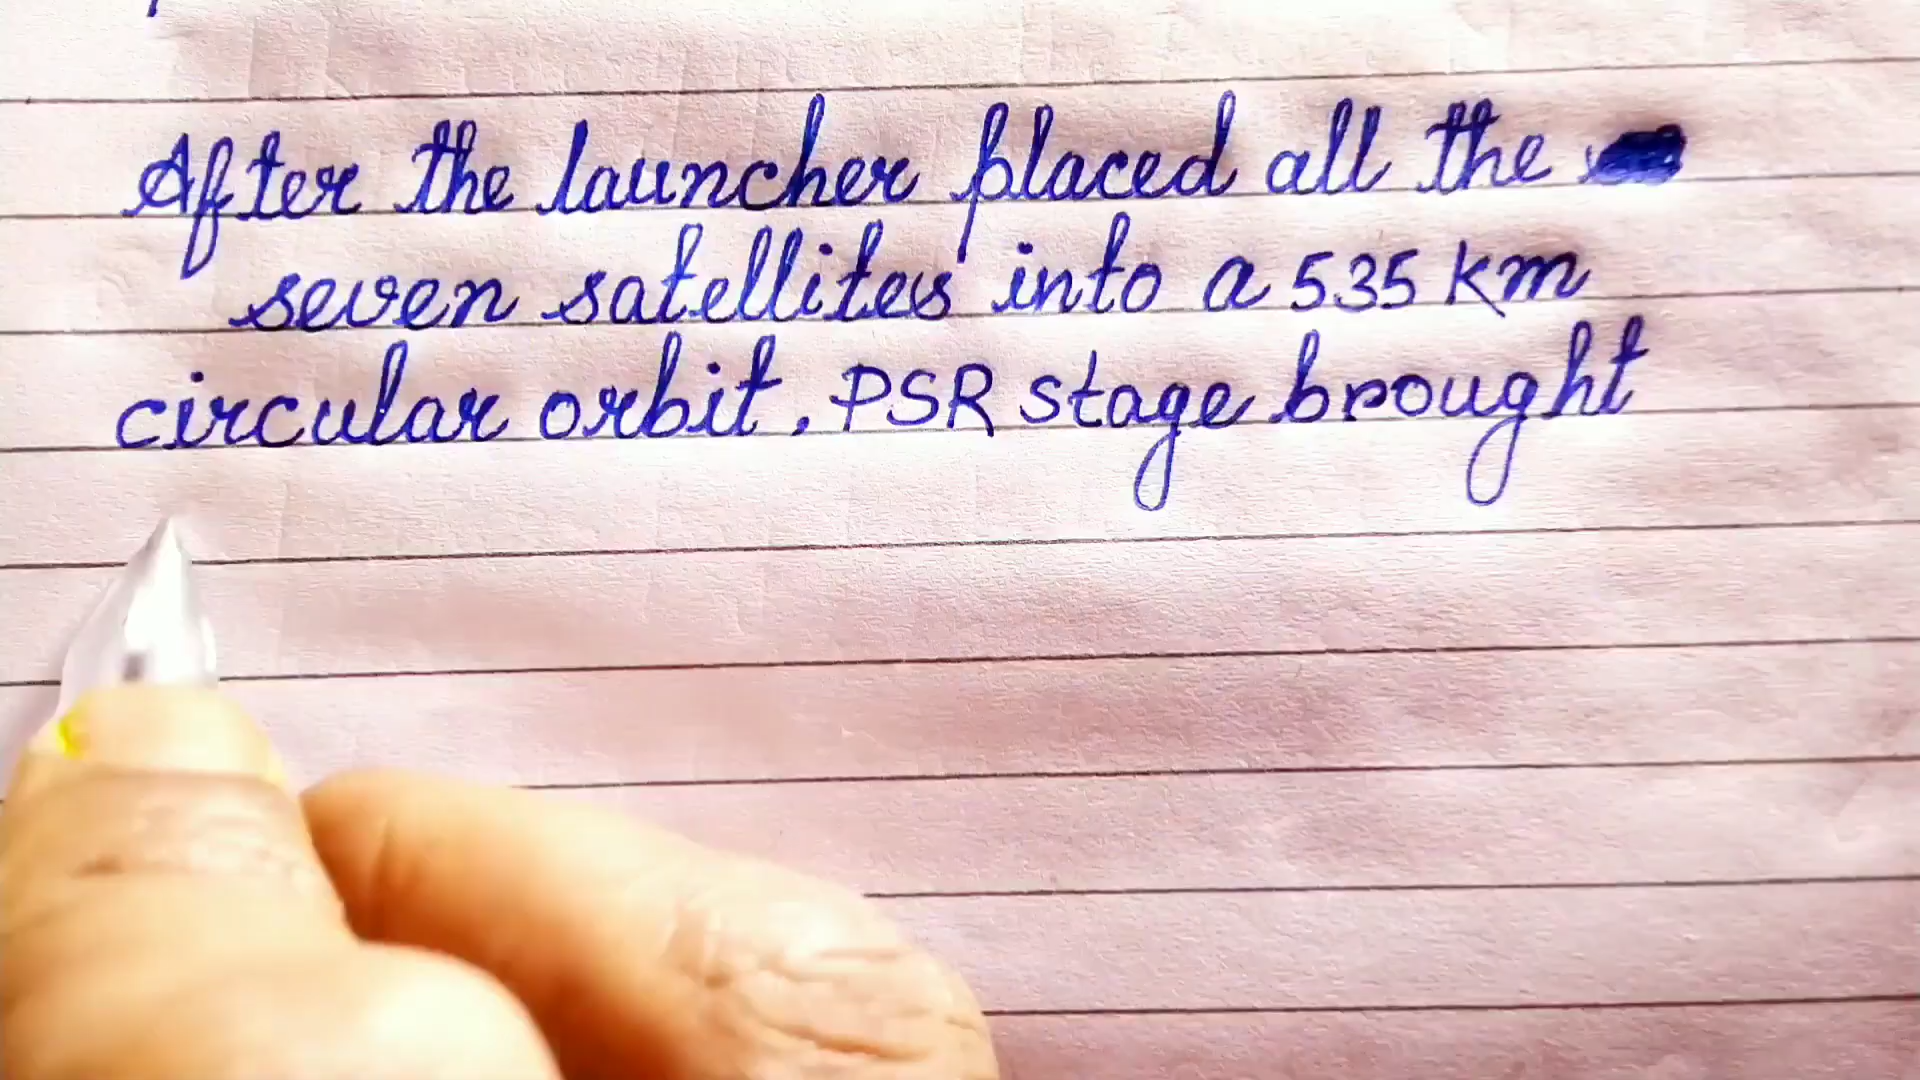 After the launcher placed all the
seven satellites into a 535 km
circular orbit. PSR stage brought